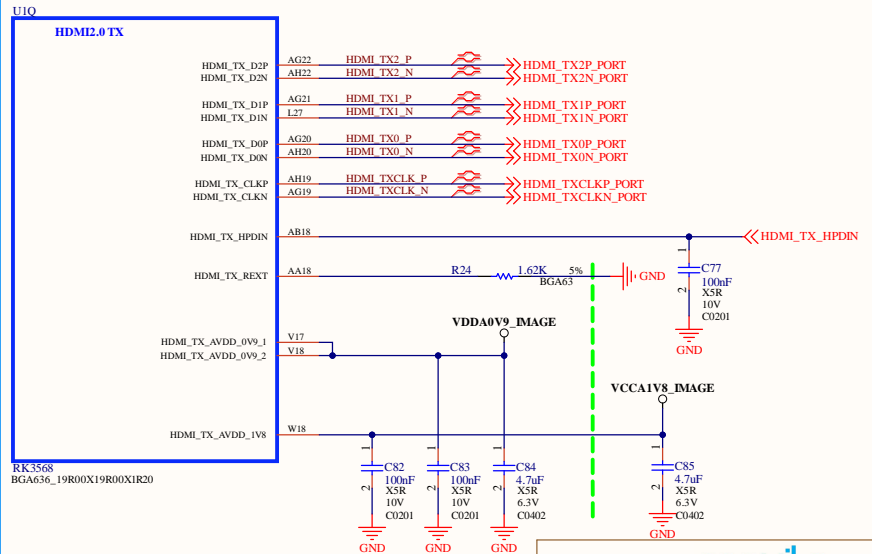 U1Q
HDMI2.0 TX
HDMI_TX_D2P AG22 HDMI_TX2_P HDMI_TX2P_PORT
HDMI_TX_D2N AH22 HDMI_TX2_N HDMI_TX2N_PORT
HDMI_TX_D1P AG21 HDMI_TX1_P HDMI_TX1P_PORT
HDMI_TX_D1N L27 HDMI_TX1_N HDMI_TX1N_PORT
HDMI_TX_D0P AG20 HDMI_TX0_P HDMI_TX0P_PORT
HDMI_TX_D0N AH20 HDMI_TX0_N HDMI_TX0N_PORT
HDMI_TX_CLKP AH19 HDMI_TXCLK_P HDMI_TXCLKP_PORT
HDMI_TX_CLKN AG19 HDMI_TXCLK_N HDMI_TXCLKN_PORT
HDMI_TX_HPDIN AB18 HDMI_TX_HPDIN
1
C77
100nF
2
X5R
10V
C0201
GND
HDMI_TX_REXT AA18 R24 1.62K 5% GND
BGA63
VDDA0V9_IMAGE
HDMI_TX_AVDD_0V9_1 V17
HDMI_TX_AVDD_0V9_2 V18
VCCA1V8_IMAGE
HDMI_TX_AVDD_1V8 W18
1 1 1 1
C82 C83 C84 C85
100nF 100nF 4.7uF 4.7uF
2 2 2 2
X5R X5R X5R X5R
10V 10V 6.3V 6.3V
C0201 C0201 C0402 C0402
GND GND GND GND
RK3568
BGA636_19R00X19R00X1R20